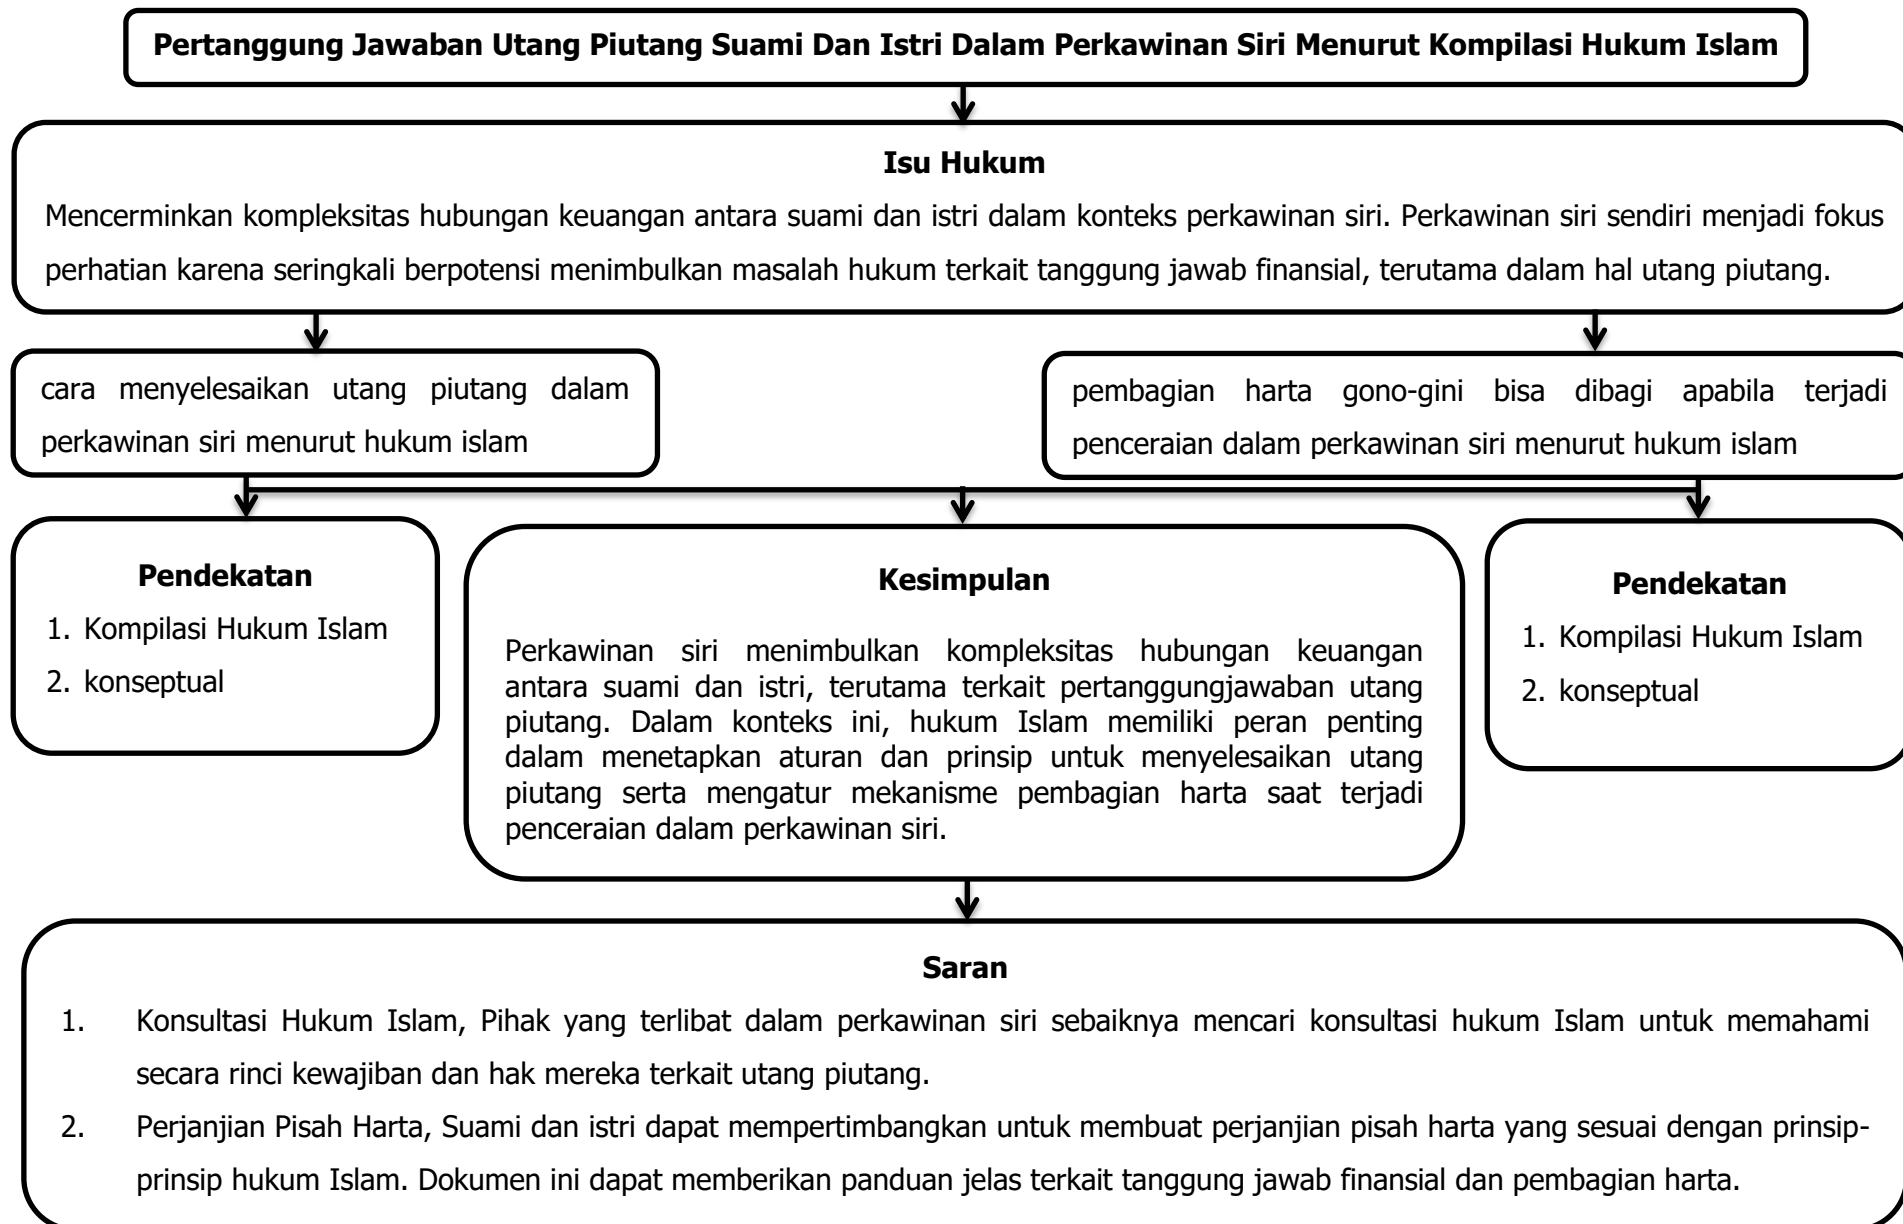 Pertanggung Jawaban Utang Piutang Suami Dan Istri Dalam Perkawinan Siri Menurut Kompilasi Hukum Islam
Isu Hukum
Mencerminkan kompleksitas hubungan keuangan antara suami dan istri dalam konteks perkawinan siri. Perkawinan siri sendiri menjadi fokus
perhatian karena seringkali berpotensi menimbulkan masalah hukum terkait tanggung jawab finansial, terutama dalam hal utang piutang.
cara menyelesaikan utang piutang dalam
perkawinan siri menurut hukum islam
pembagian harta gono-gini bisa dibagi apabila terjadi
penceraian dalam perkawinan siri menurut hukum islam
Pendekatan
1. Kompilasi Hukum Islam
2. konseptual
Kesimpulan
Perkawinan siri menimbulkan kompleksitas hubungan keuangan
antara suami dan istri, terutama terkait pertanggungjawaban utang
piutang. Dalam konteks ini, hukum Islam memiliki peran penting
dalam menetapkan aturan dan prinsip untuk menyelesaikan utang
piutang serta mengatur mekanisme pembagian harta saat terjadi
penceraian dalam perkawinan siri.
Pendekatan
1. Kompilasi Hukum Islam
2. konseptual
Saran
1. Konsultasi Hukum Islam, Pihak yang terlibat dalam perkawinan siri sebaiknya mencari konsultasi hukum Islam untuk memahami
secara rinci kewajiban dan hak mereka terkait utang piutang.
2. Perjanjian Pisah Harta, Suami dan istri dapat mempertimbangkan untuk membuat perjanjian pisah harta yang sesuai dengan prinsip-
prinsip hukum Islam. Dokumen ini dapat memberikan panduan jelas terkait tanggung jawab finansial dan pembagian harta.